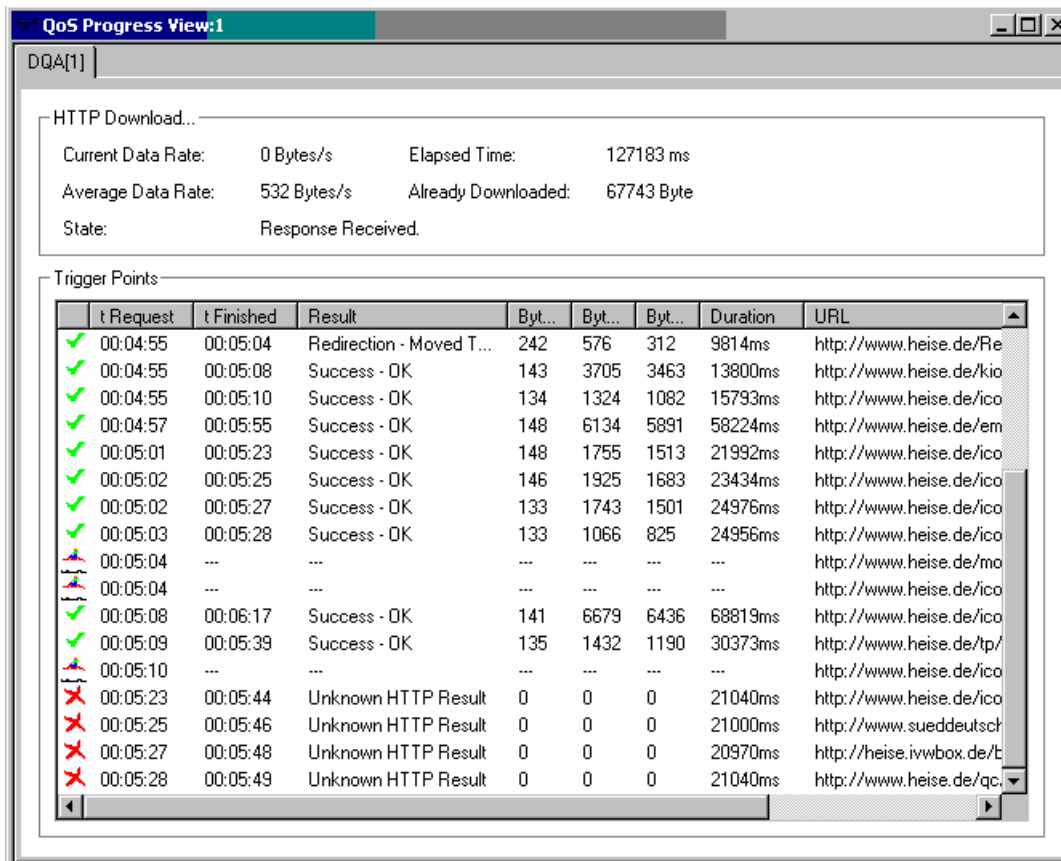 QoS Progress View:1
DQA[1]
HTTP Download...
Current Data Rate: 0 Bytes/s Elapsed Time: 127183 ms
Average Data Rate: 532 Bytes/s Already Downloaded: 67743 Byte
State: Response Received.
Trigger Points
t Request t Finished Result Byt... Byt... Byt... Duration URL
00:04:55 00:05:04 Redirection - Moved T... 242 576 312 9814ms http://www.heise.de/Re
00:04:55 00:05:08 Success - OK 143 3705 3463 13800ms http://www.heise.de/kio
00:04:55 00:05:10 Success - OK 134 1324 1082 15793ms http://www.heise.de/ico
00:04:57 00:05:55 Success - OK 148 6134 5891 58224ms http://www.heise.de/em
00:05:01 00:05:23 Success - OK 148 1755 1513 21992ms http://www.heise.de/ico
00:05:02 00:05:25 Success - OK 146 1925 1683 23434ms http://www.heise.de/ico
00:05:02 00:05:27 Success - OK 133 1743 1501 24976ms http://www.heise.de/ico
00:05:03 00:05:28 Success - OK 133 1066 825 24956ms http://www.heise.de/ico
00:05:04 --- --- --- --- --- --- http://www.heise.de/mo
00:05:04 --- --- --- --- --- --- http://www.heise.de/ico
00:05:08 00:06:17 Success - OK 141 6679 6436 68819ms http://www.heise.de/ico
00:05:09 00:05:39 Success - OK 135 1432 1190 30373ms http://www.heise.de/tp/
00:05:10 --- --- --- --- --- --- http://www.heise.de/ico
00:05:23 00:05:44 Unknown HTTP Result 0 0 0 21040ms http://www.heise.de/ico
00:05:25 00:05:46 Unknown HTTP Result 0 0 0 21000ms http://www.sueddeutsch
00:05:27 00:05:48 Unknown HTTP Result 0 0 0 20970ms http://heise.ivwbox.de/b
00:05:28 00:05:49 Unknown HTTP Result 0 0 0 21040ms http://www.heise.de/qc.